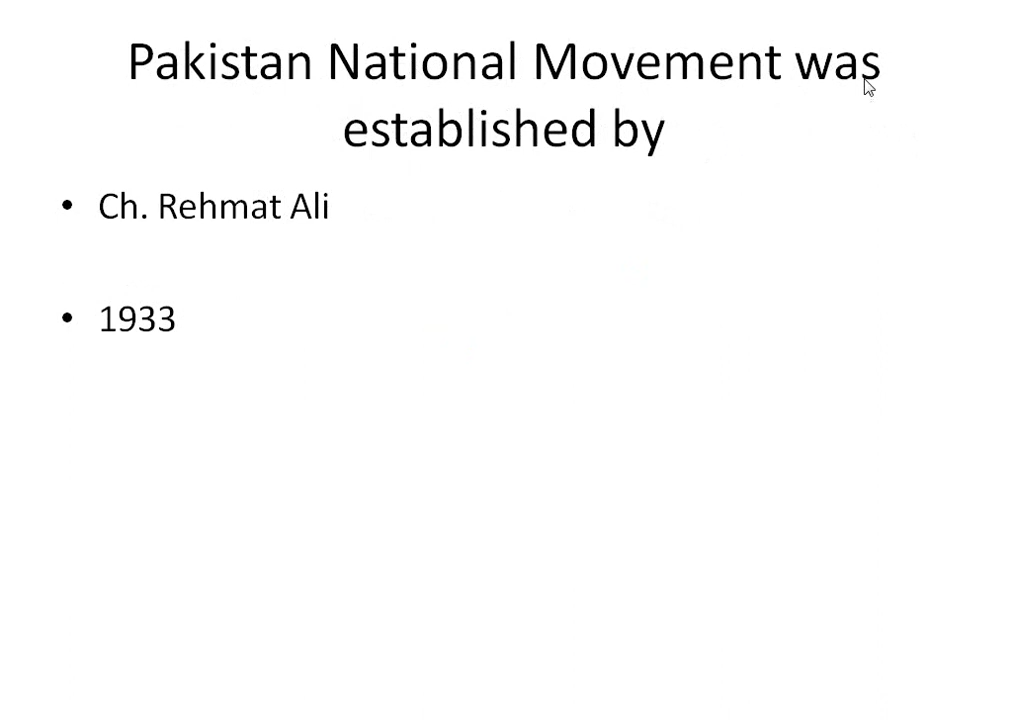 Pakistan National Movement was
established by
• Ch. Rehmat Ali
• 1933